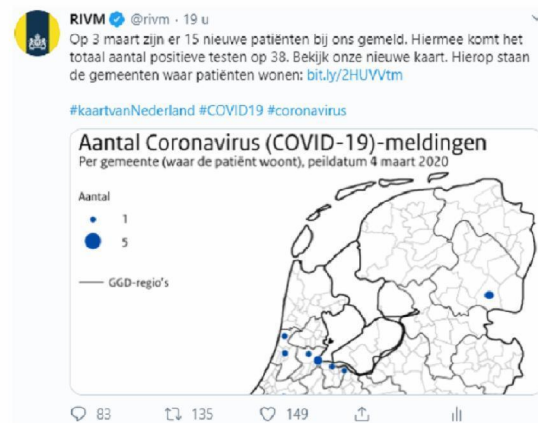 RIVM @rivm · 19 u
Op 3 maart zijn er 15 nieuwe patiënten bij ons gemeld. Hiermee komt het
totaal aantal positieve testen op 38. Bekijk onze nieuwe kaart. Hierop staan
de gemeenten waar patiënten wonen: bit.ly/2HUVVtm
#kaartvanNederland #COVID19 #coronavirus
Aantal Coronavirus (COVID-19)-meldingen
Per gemeente (waar de patiënt woont), peildatum 4 maart 2020
Aantal
1
5
GGD-regio's
83 135 149